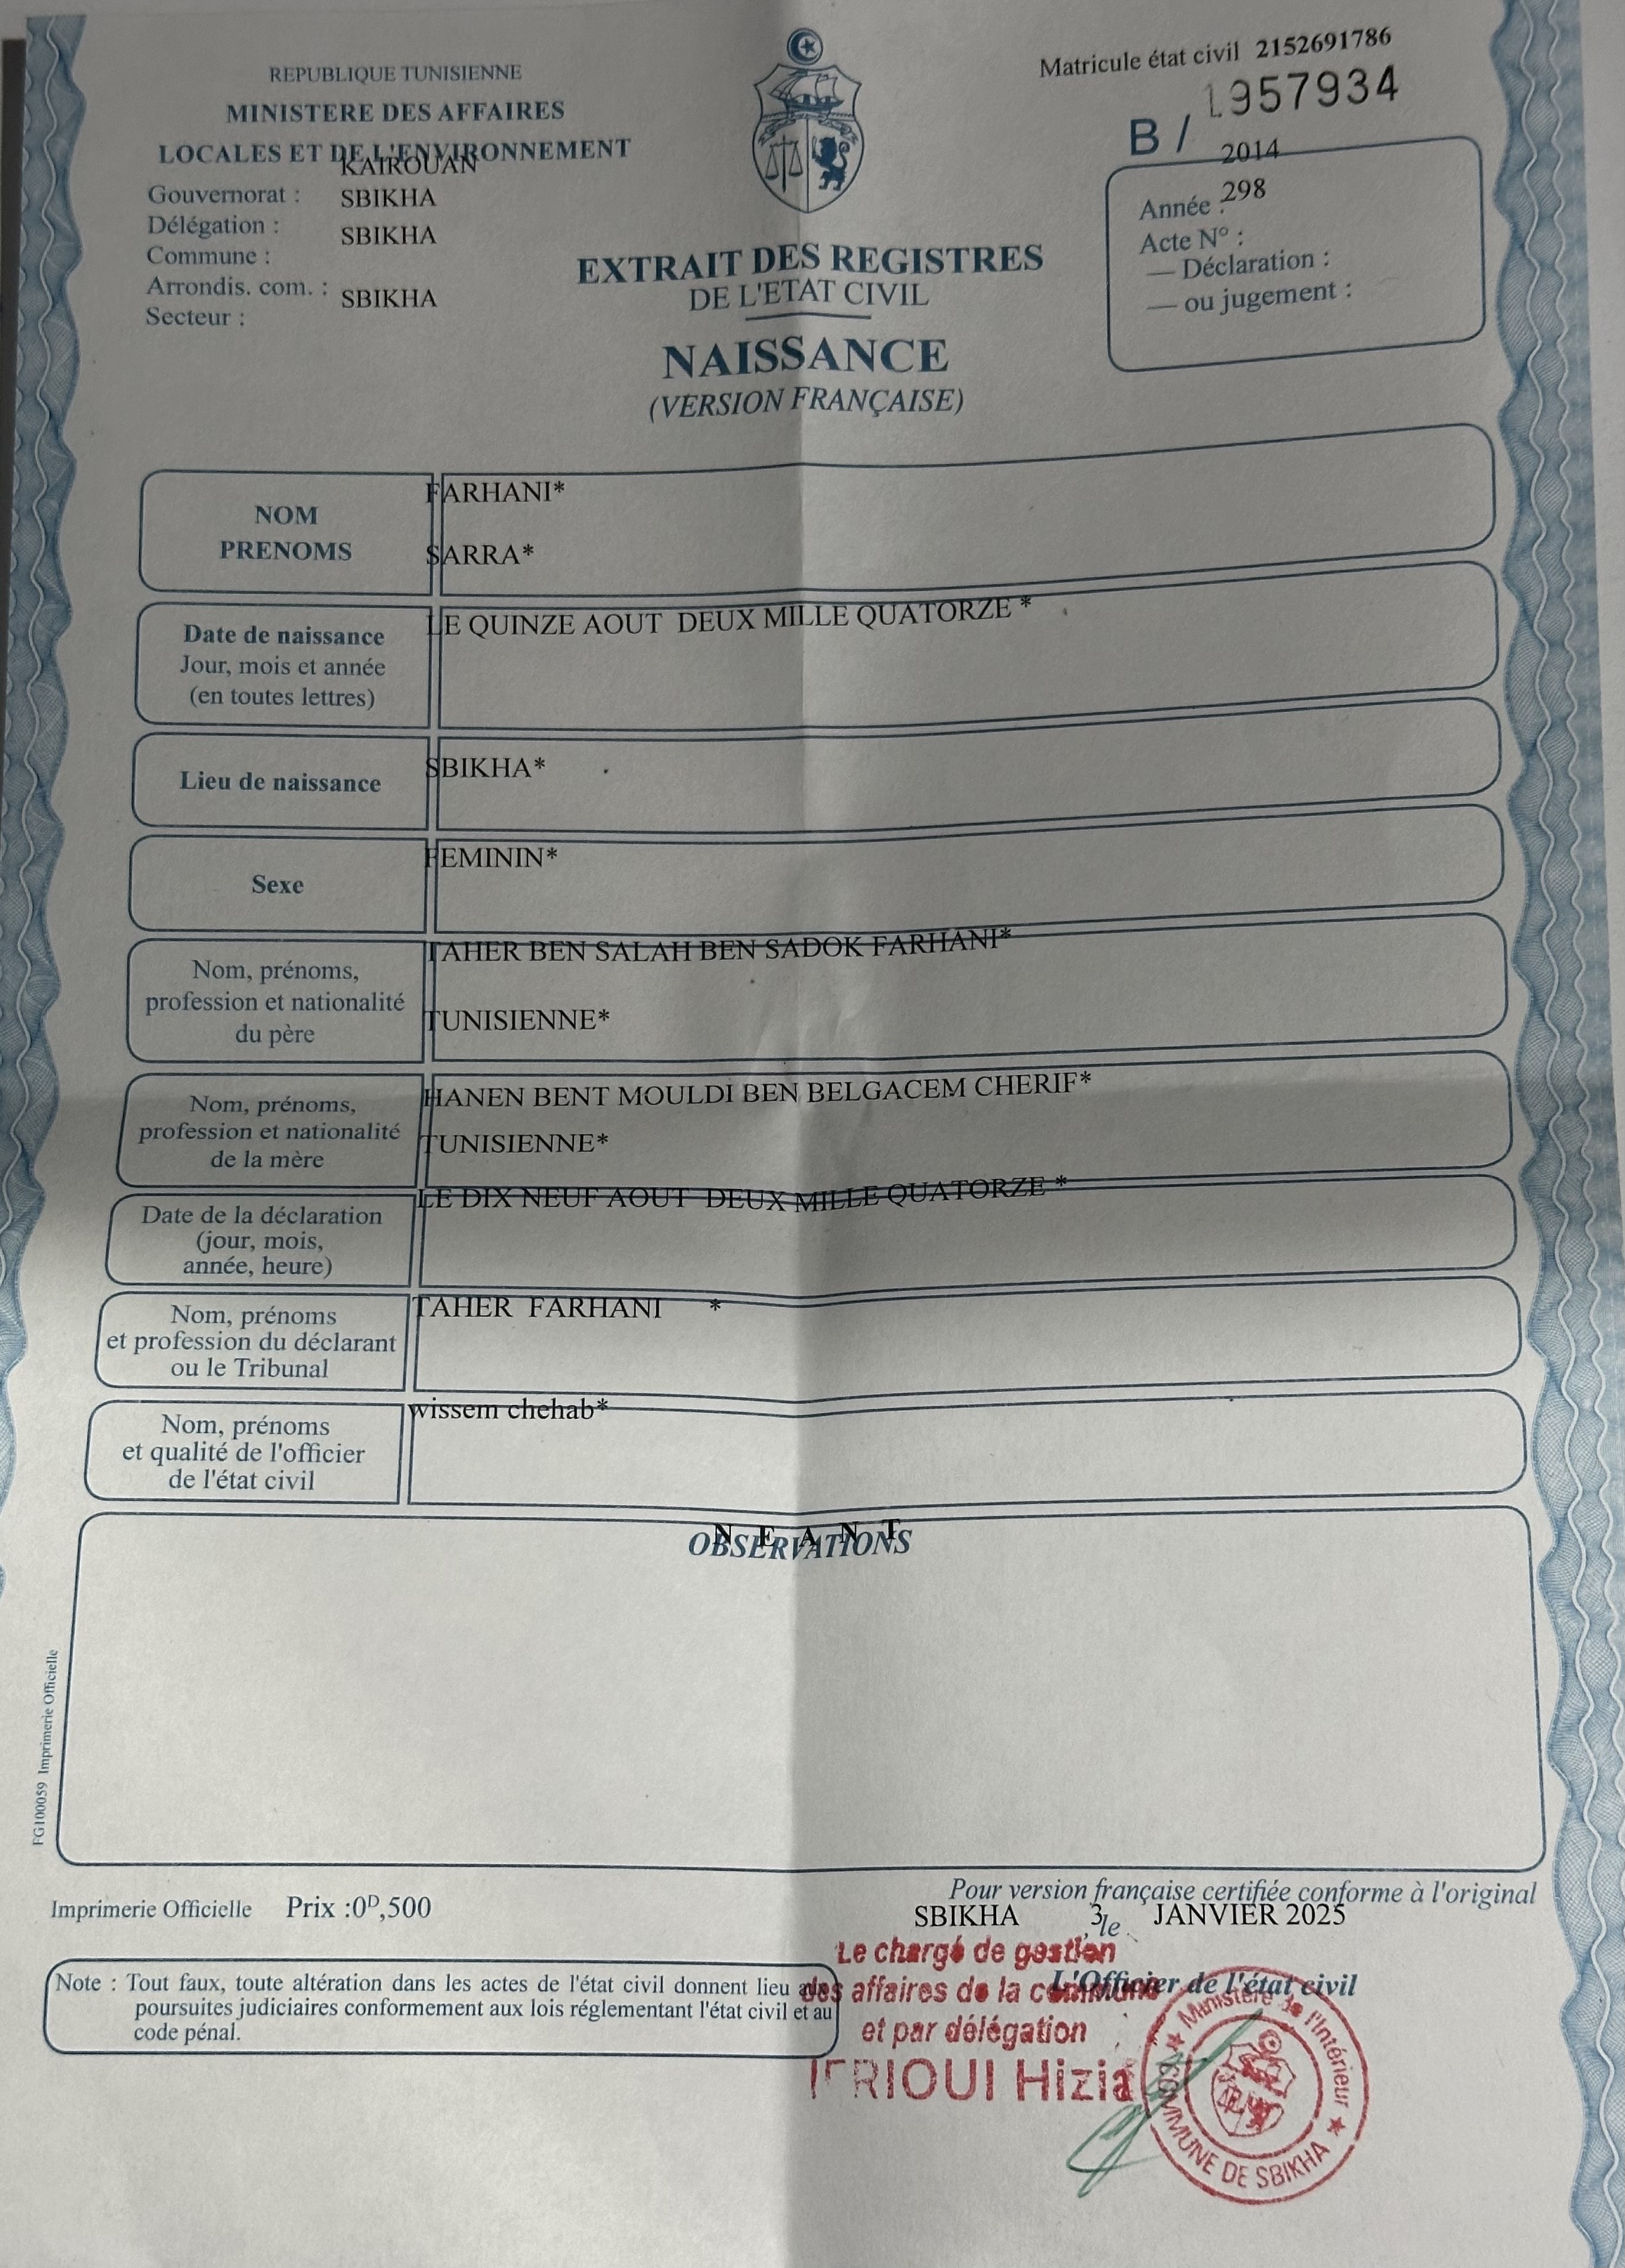 REPUBLIQUE TUNISIENNE
MINISTERE DES AFFAIRES
LOCALES ET DE L'ENVIRONNEMENT
KAIROUAN
Gouvernorat : SBIKHA
Délégation :
SBIKHA
Commune :
Arrondis. com. : SBIKHA
Secteur :
Matricule état civil 2152691786
B / 957934
2014
Année : 298
Acte N° :
— Déclaration :
— ou jugement :
EXTRAIT DES REGISTRES
DE L'ETAT CIVIL
NAISSANCE
(VERSION FRANÇAISE)
NOM
PRENOMS
FARHANI*
SARRA*
Date de naissance
Jour, mois et année
(en toutes lettres)
LE QUINZE AOUT DEUX MILLE QUATORZE *
Lieu de naissance
SBIKHA*
Sexe
FEMININ*
Nom, prénoms,
profession et nationalité
du père
TAHER BEN SALAH BEN SADOK FARHANI*
TUNISIENNE*
Nom, prénoms,
profession et nationalité
de la mère
HANEN BENT MOULDI BEN BELGACEM CHERIF*
TUNISIENNE*
Date de la déclaration
(jour, mois,
année, heure)
LE DIX NEUF AOUT DEUX MILLE QUATORZE *
Nom, prénoms
et profession du déclarant
ou le Tribunal
TAHER FARHANI *
Nom, prénoms
et qualité de l'officier
de l'état civil
wissem chehab*
N E A N T
OBSERVATIONS
FG100059 Imprimerie Officielle
Imprimerie Officielle Prix :0ᴰ,500
Pour version française certifiée conforme à l'original
SBIKHA 3 le JANVIER 2025
L'Officier de l'état civil
Le chargé de gestion
des affaires de la commune
et par délégation
Hizia
Ministère de l'Intérieur
COMMUNE DE SBIKHA
Note : Tout faux, toute altération dans les actes de l'état civil donnent lieu a
poursuites judiciaires conformement aux lois réglementant l'état civil et au
code pénal.